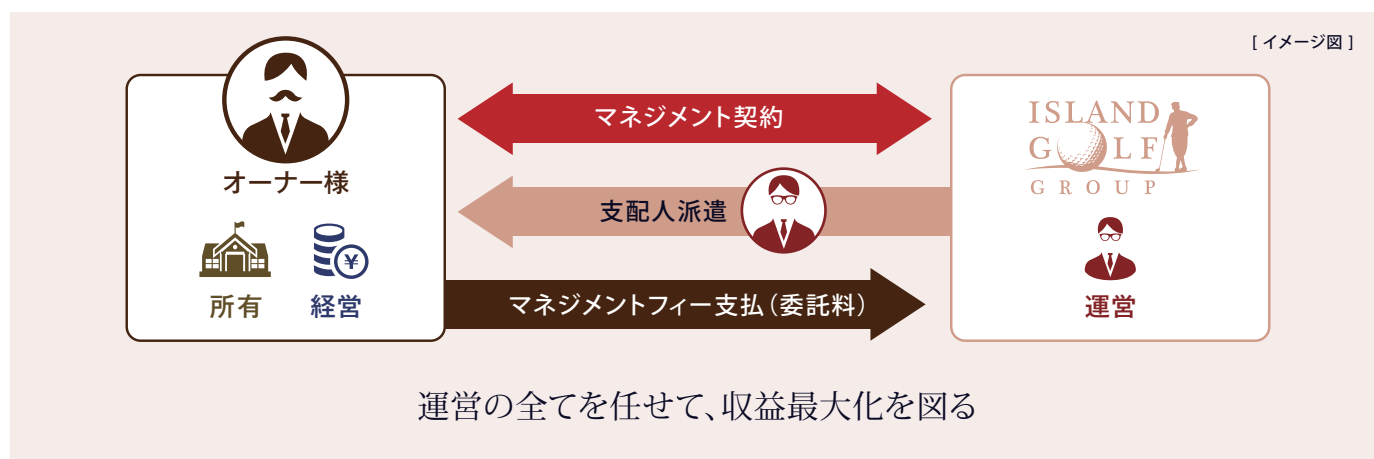 [ イメージ図 ]
オーナー様
所有
経営
¥
マネジメント契約
支配人派遣
マネジメントフィー支払（委託料）
ISLAND
GOLF
GROUP
運営
運営の全てを任せて、収益最大化を図る